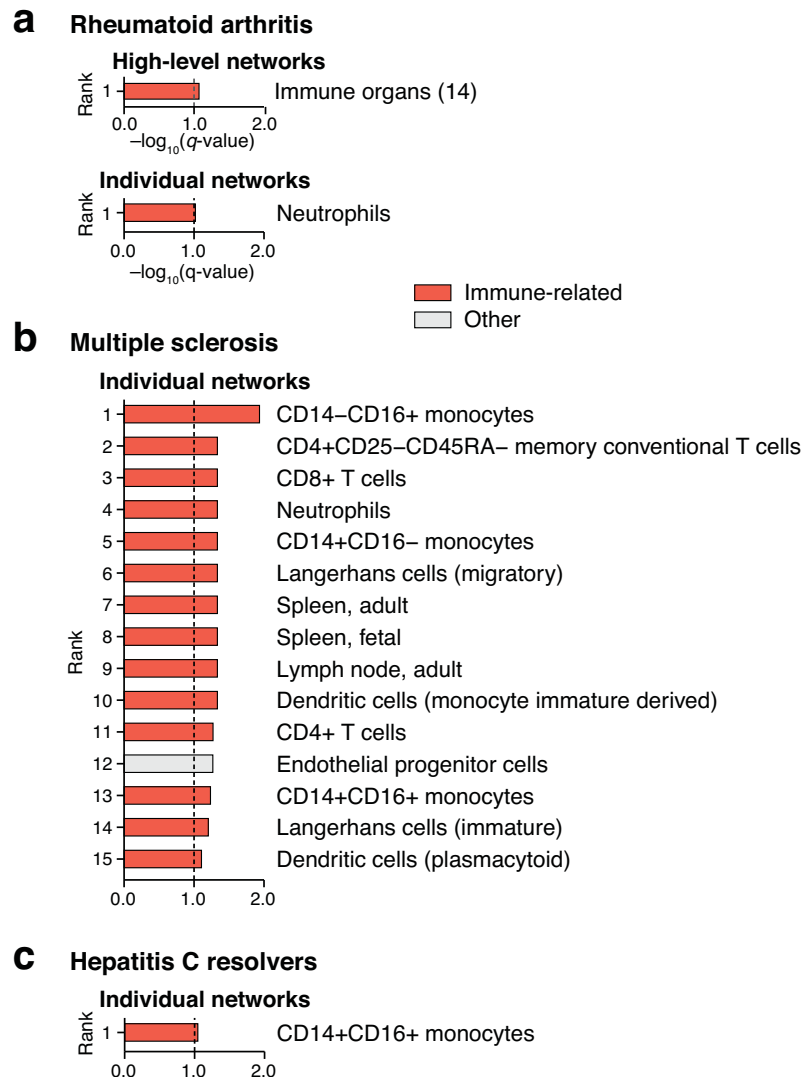 a Rheumatoid arthritis
High-level networks
Rank
1 Immune organs (14)
0.0 1.0 2.0
–log10(q-value)
Individual networks
Rank
1 Neutrophils
0.0 1.0 2.0
–log10(q-value)
Immune-related
Other
b Multiple sclerosis
Individual networks
Rank
1 CD14−CD16+ monocytes
2 CD4+CD25−CD45RA− memory conventional T cells
3 CD8+ T cells
4 Neutrophils
5 CD14+CD16− monocytes
6 Langerhans cells (migratory)
7 Spleen, adult
8 Spleen, fetal
9 Lymph node, adult
10 Dendritic cells (monocyte immature derived)
11 CD4+ T cells
12 Endothelial progenitor cells
13 CD14+CD16+ monocytes
14 Langerhans cells (immature)
15 Dendritic cells (plasmacytoid)
0.0 1.0 2.0
c Hepatitis C resolvers
Individual networks
Rank
1 CD14+CD16+ monocytes
0.0 1.0 2.0